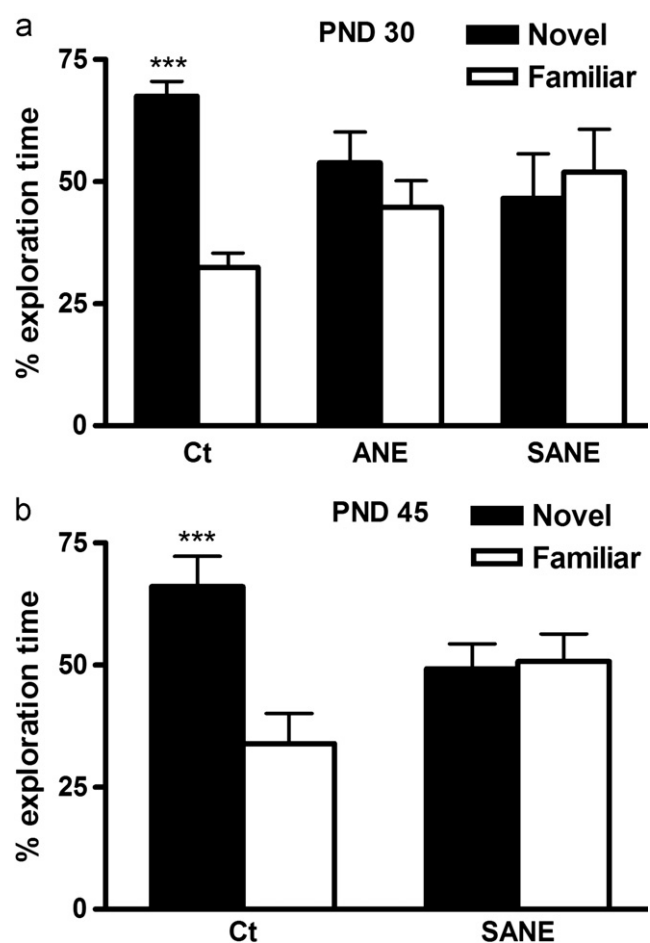 a
PND 30
Novel
Familiar
***
75
50
25
0
% exploration time
Ct ANE SANE
b
PND 45
Novel
Familiar
***
75
50
25
0
% exploration time
Ct SANE